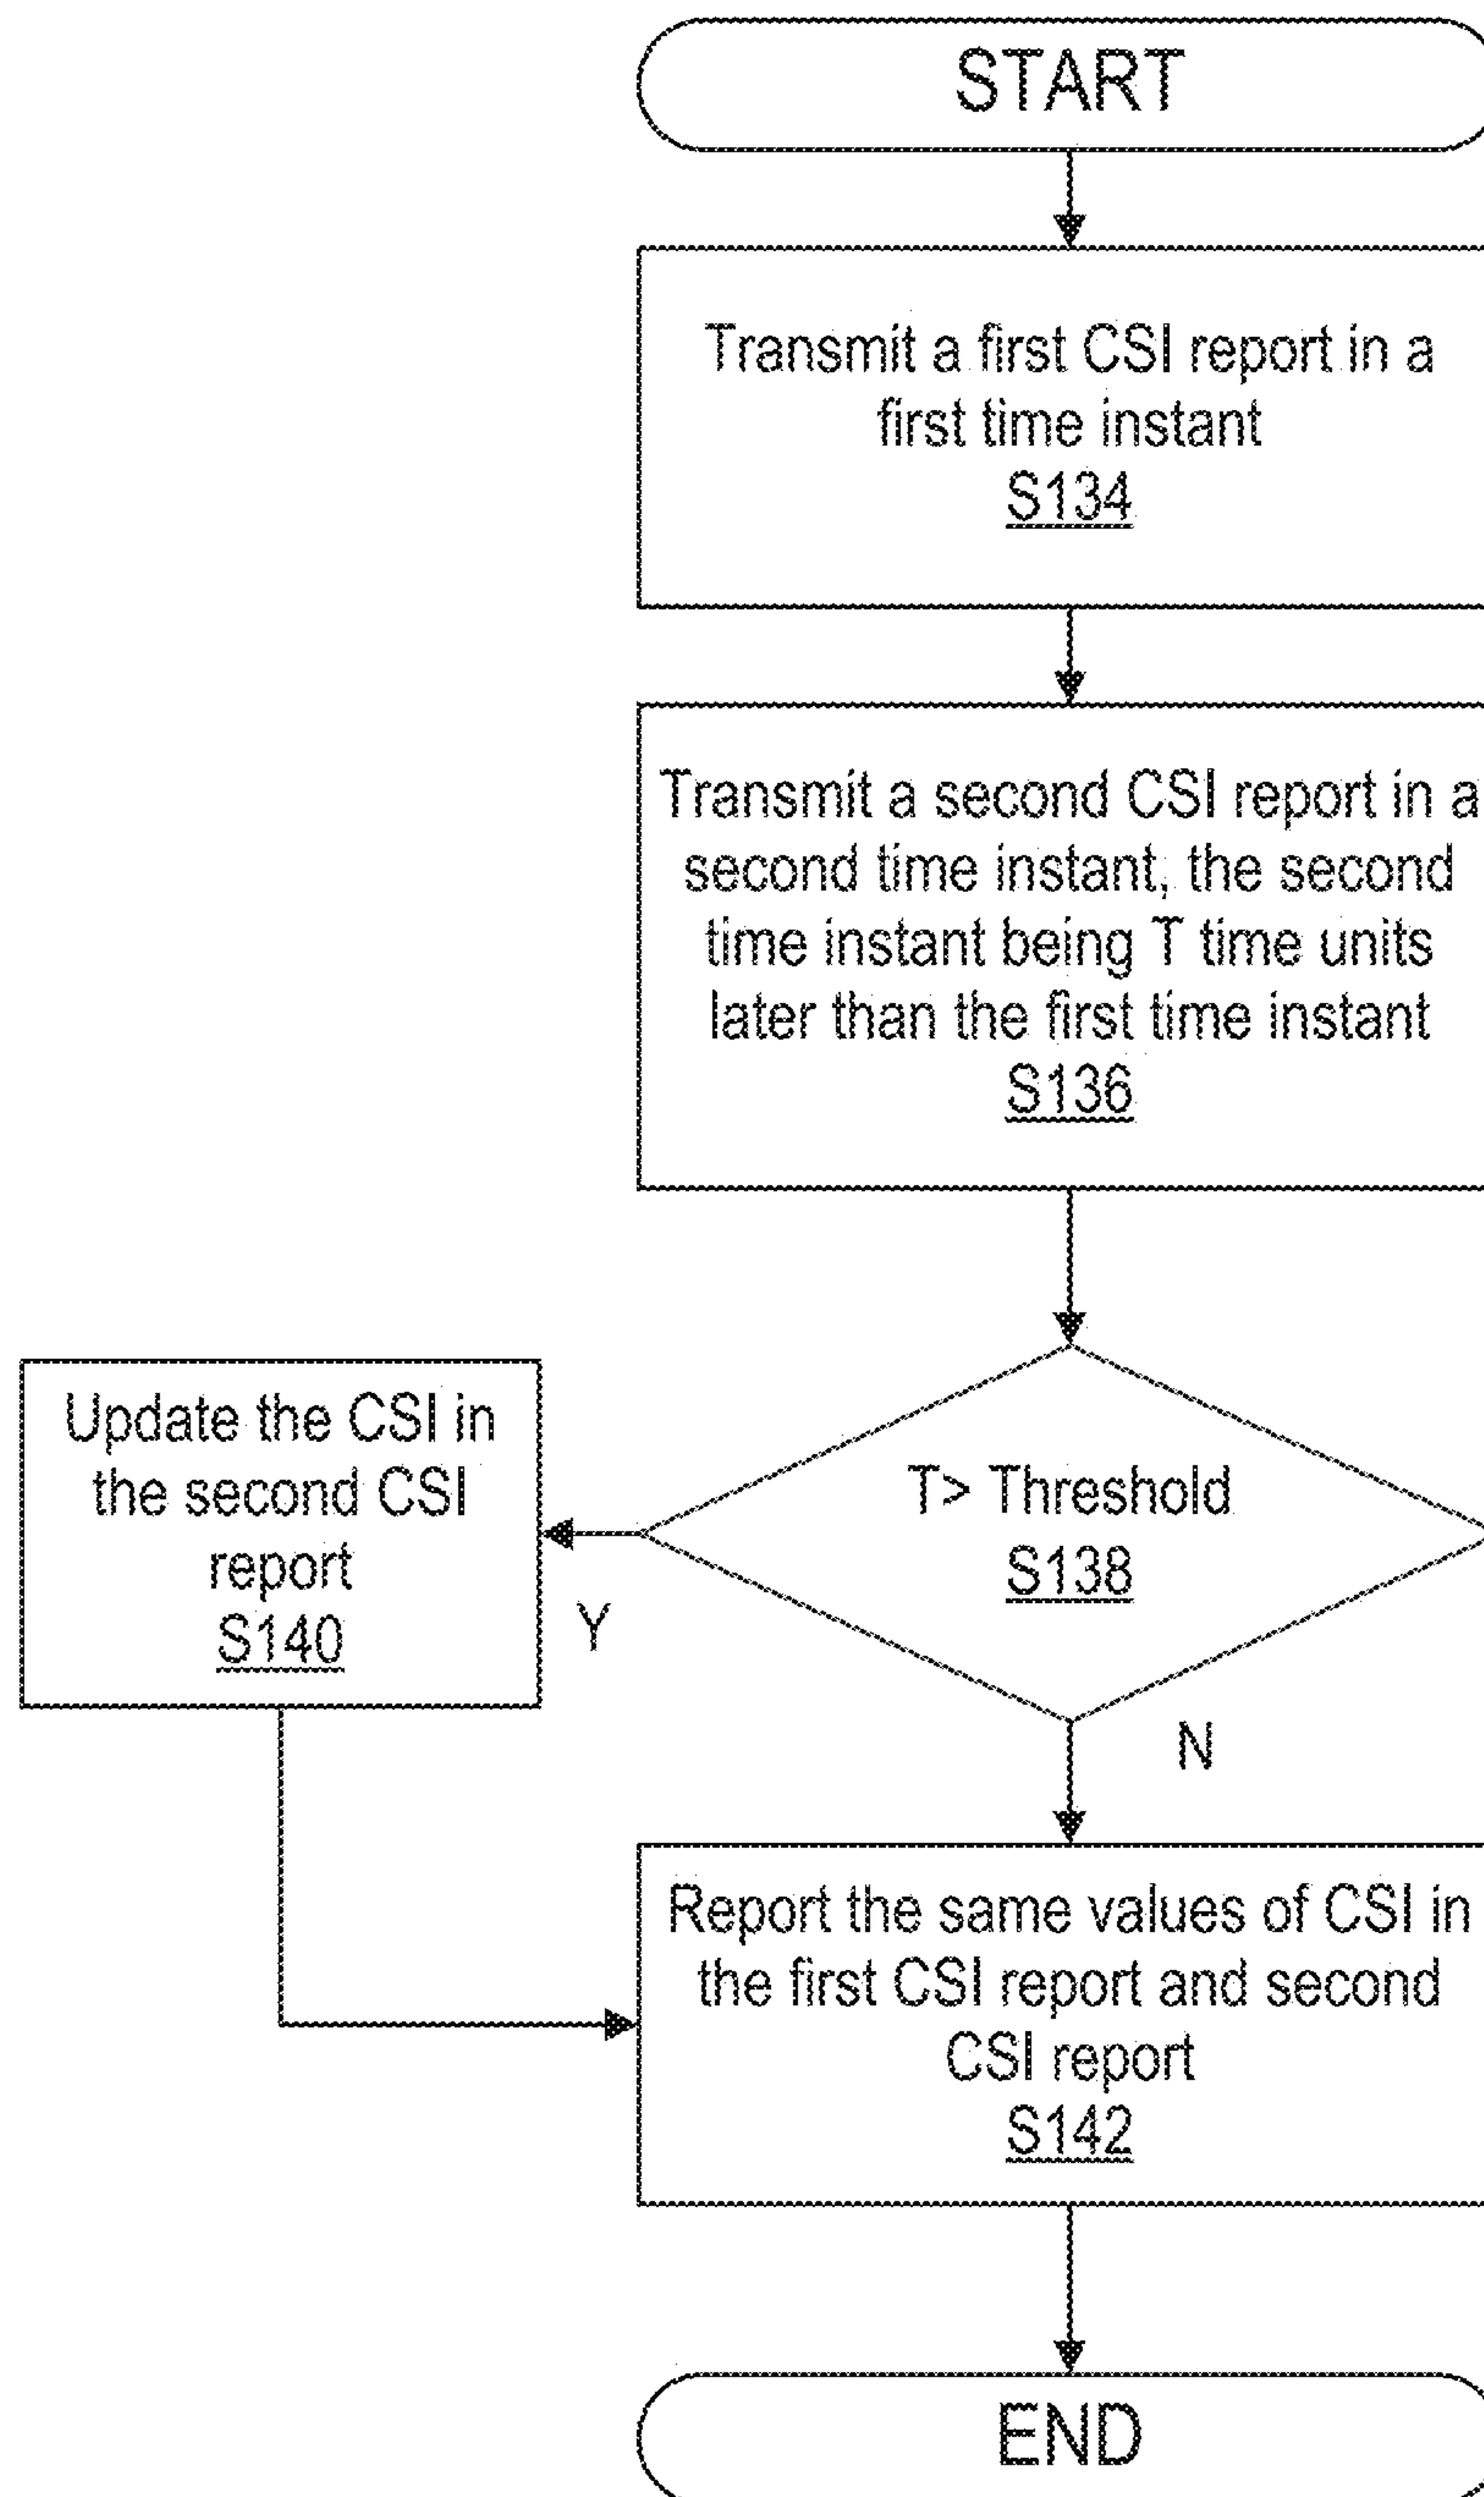 START
Transmit a first CSI report in a
first time instant
S134
Transmit a second CSI report in a
second time instant, the second
time instant being T time units
later than the first time instant
S136
T> Threshold
S138
Update the CSI in
the second CSI
report
S140
Y
N
Report the same values of CSI in
the first CSI report and second
CSI report
S142
END